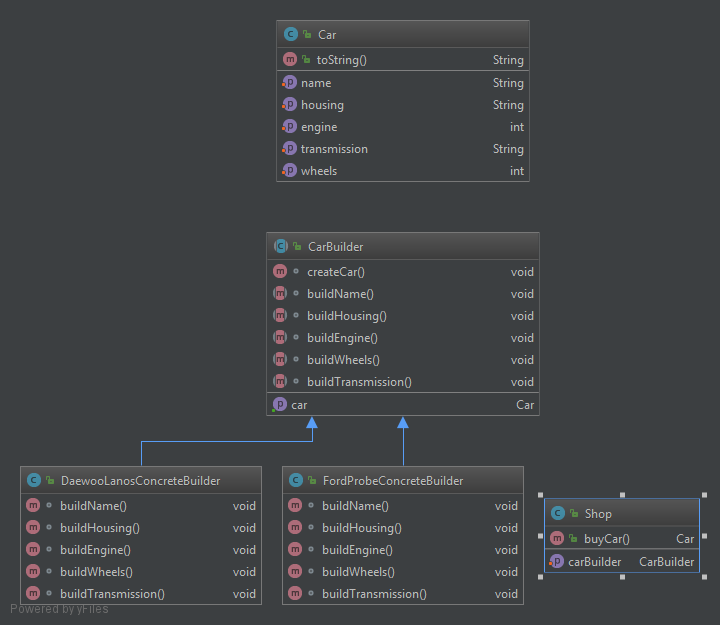 Car
toString() String
name String
housing String
engine int
transmission String
wheels int
CarBuilder
createCar() void
buildName() void
buildHousing() void
buildEngine() void
buildWheels() void
buildTransmission() void
car Car
DaewooLanosConcreteBuilder
buildName() void
buildHousing() void
buildEngine() void
buildWheels() void
buildTransmission() void
FordProbeConcreteBuilder
buildName() void
buildHousing() void
buildEngine() void
buildWheels() void
buildTransmission() void
Shop
buyCar() Car
carBuilder CarBuilder
Powered by yFiles